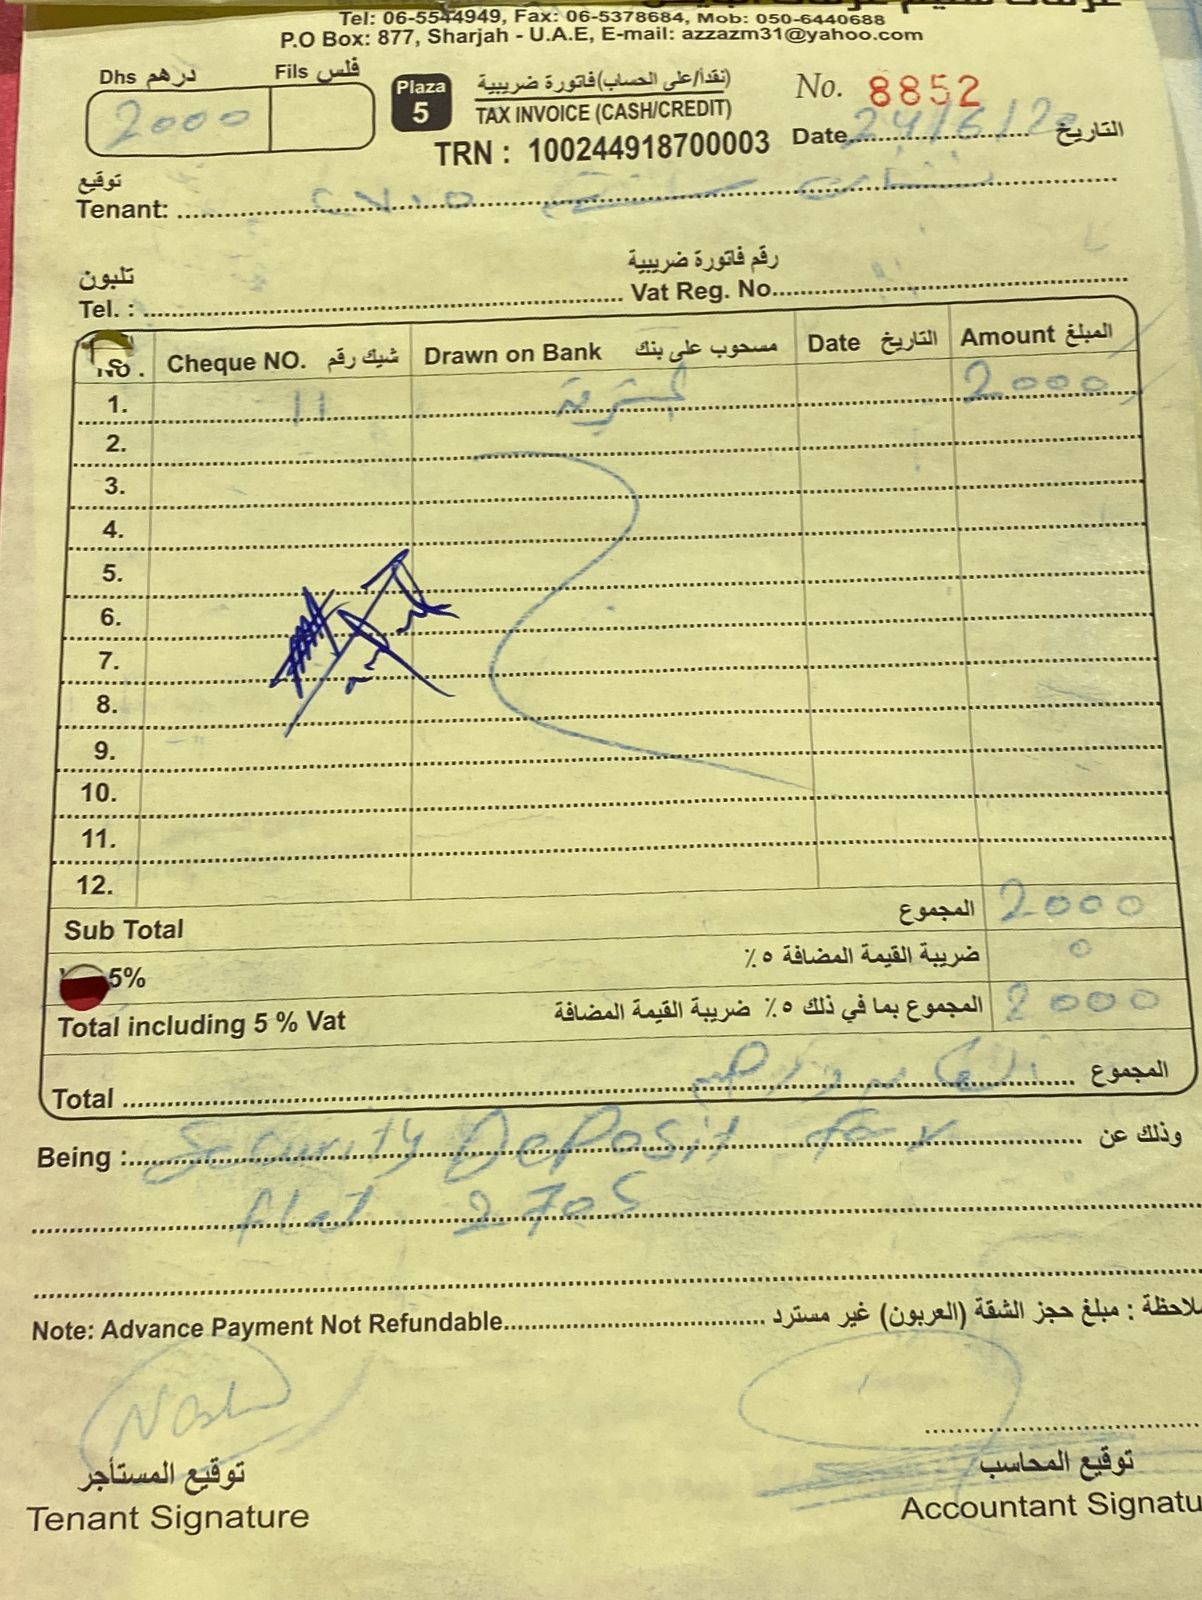 Tel: 06-5544949, Fax: 06-5378684, Mob: 050-6440688
P.O Box: 877, Sharjah - U.A.E, E-mail: azzazm31@yahoo.com
Dhs درهم Fils فلس
2000
Plaza 5
(نقدأ/على الحساب) فاتورة ضريبية
TAX INVOICE (CASH/CREDIT)
TRN : 100244918700003
No. 8852
Date 24/6/20 التاريخ
توقيع
Tenant:
تلبون رقم فاتورة ضريبية
Tel. : Vat Reg. No.
No. Cheque NO. شيك رقم Drawn on Bank مسحوب على بنك Date التاريخ Amount المبلغ
1. 11 المشرق 2000
2.
3.
4.
5.
6.
7.
8.
9.
10.
11.
12.
Sub Total المجموع 2000
5% ضريبة القيمة المضافة ٥٪ 0
Total including 5 % Vat المجموع بما في ذلك ٥٪ ضريبة القيمة المضافة 2000
Total المجموع
Being : Security Deposit for وذلك عن
flat 2705
Note: Advance Payment Not Refundable ملاحظة : مبلغ حجز الشقة (العربون) غير مسترد
توقيع المستأجر توقيع المحاسب
Tenant Signature Accountant Signatu